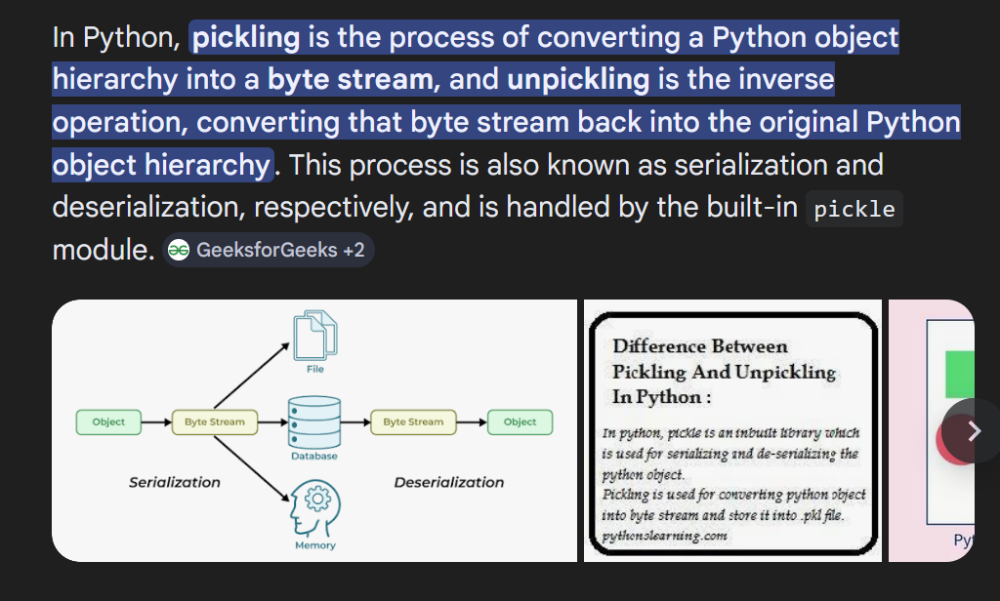 In Python, pickling is the process of converting a Python object
hierarchy into a byte stream, and unpickling is the inverse
operation, converting that byte stream back into the original Python
object hierarchy. This process is also known as serialization and
deserialization, respectively, and is handled by the built-in pickle
module. GeeksforGeeks +2
File
Object
Byte Stream
Database
Byte Stream
Object
Serialization
Deserialization
Memory
Difference Between
Pickling And Unpickling
In Python :
In python, pickle is an inbuilt library which
is used for serializing and de-serializing the
python object.
Pickling is used for converting python object
into byte stream and store it into .pkl file.
pythonslearning.com